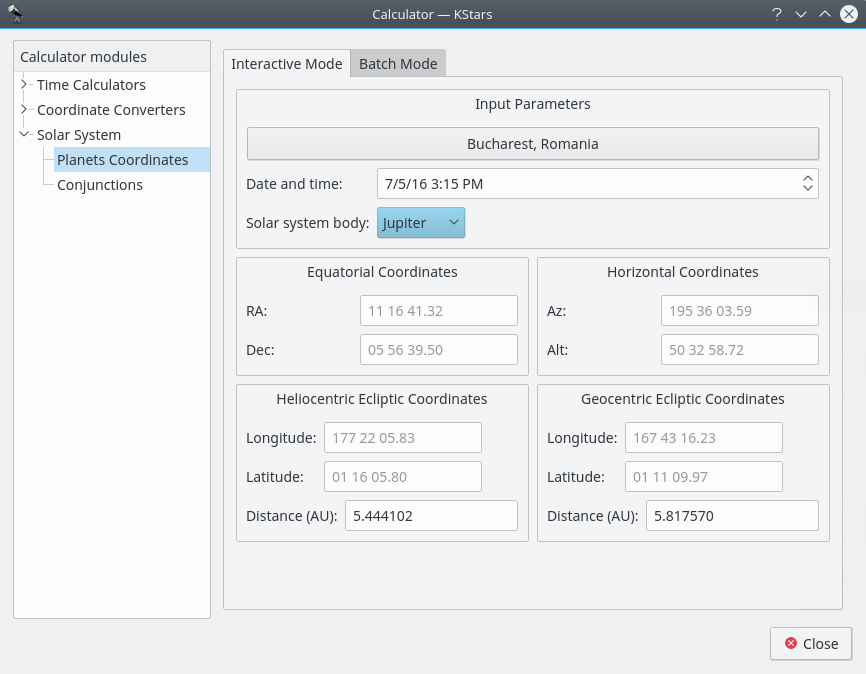 Calculator — KStars
Calculator modules
Time Calculators
Coordinate Converters
Solar System
Planets Coordinates
Conjunctions
Interactive Mode
Batch Mode
Input Parameters
Bucharest, Romania
Date and time: 7/5/16 3:15 PM
Solar system body: Jupiter
Equatorial Coordinates
RA: 11 16 41.32
Dec: 05 56 39.50
Horizontal Coordinates
Az: 195 36 03.59
Alt: 50 32 58.72
Heliocentric Ecliptic Coordinates
Longitude: 177 22 05.83
Latitude: 01 16 05.80
Distance (AU): 5.444102
Geocentric Ecliptic Coordinates
Longitude: 167 43 16.23
Latitude: 01 11 09.97
Distance (AU): 5.817570
Close